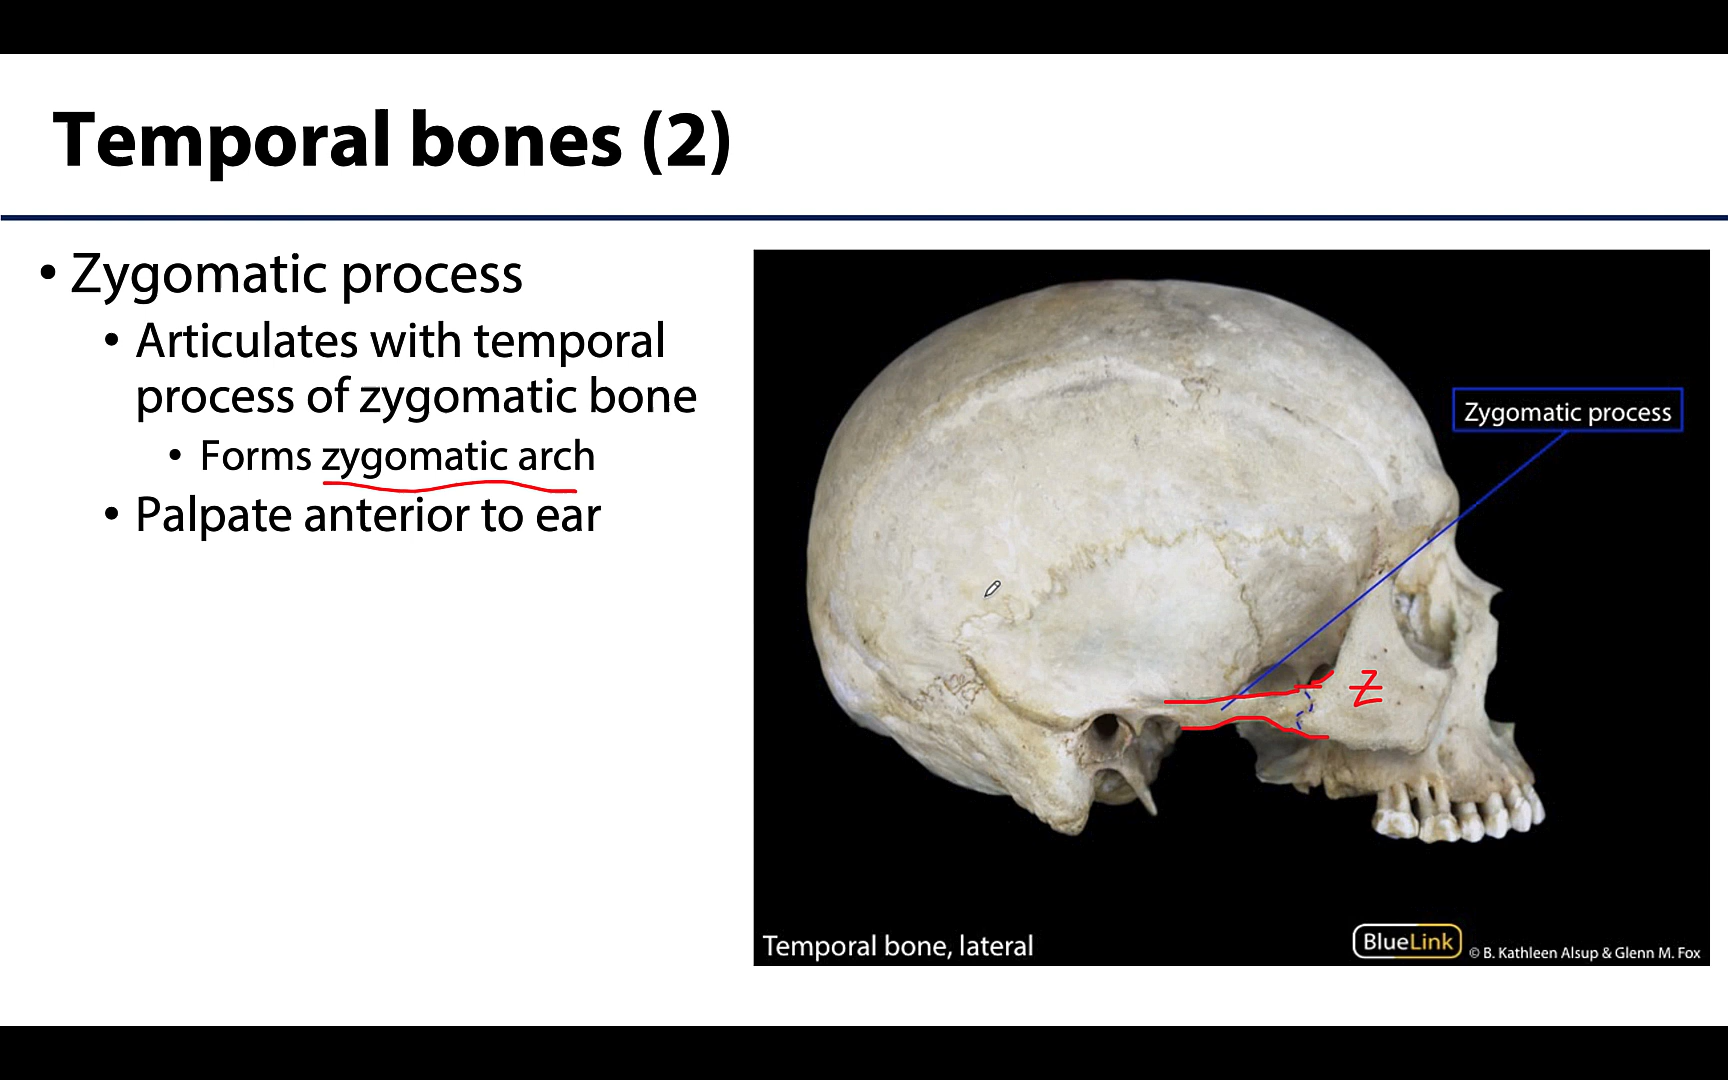 Temporal bones (2)
• Zygomatic process
• Articulates with temporal
process of zygomatic bone
• Forms zygomatic arch
• Palpate anterior to ear
Zygomatic process
Z
Temporal bone, lateral
BlueLink
© B. Kathleen Alsup & Glenn M. Fox